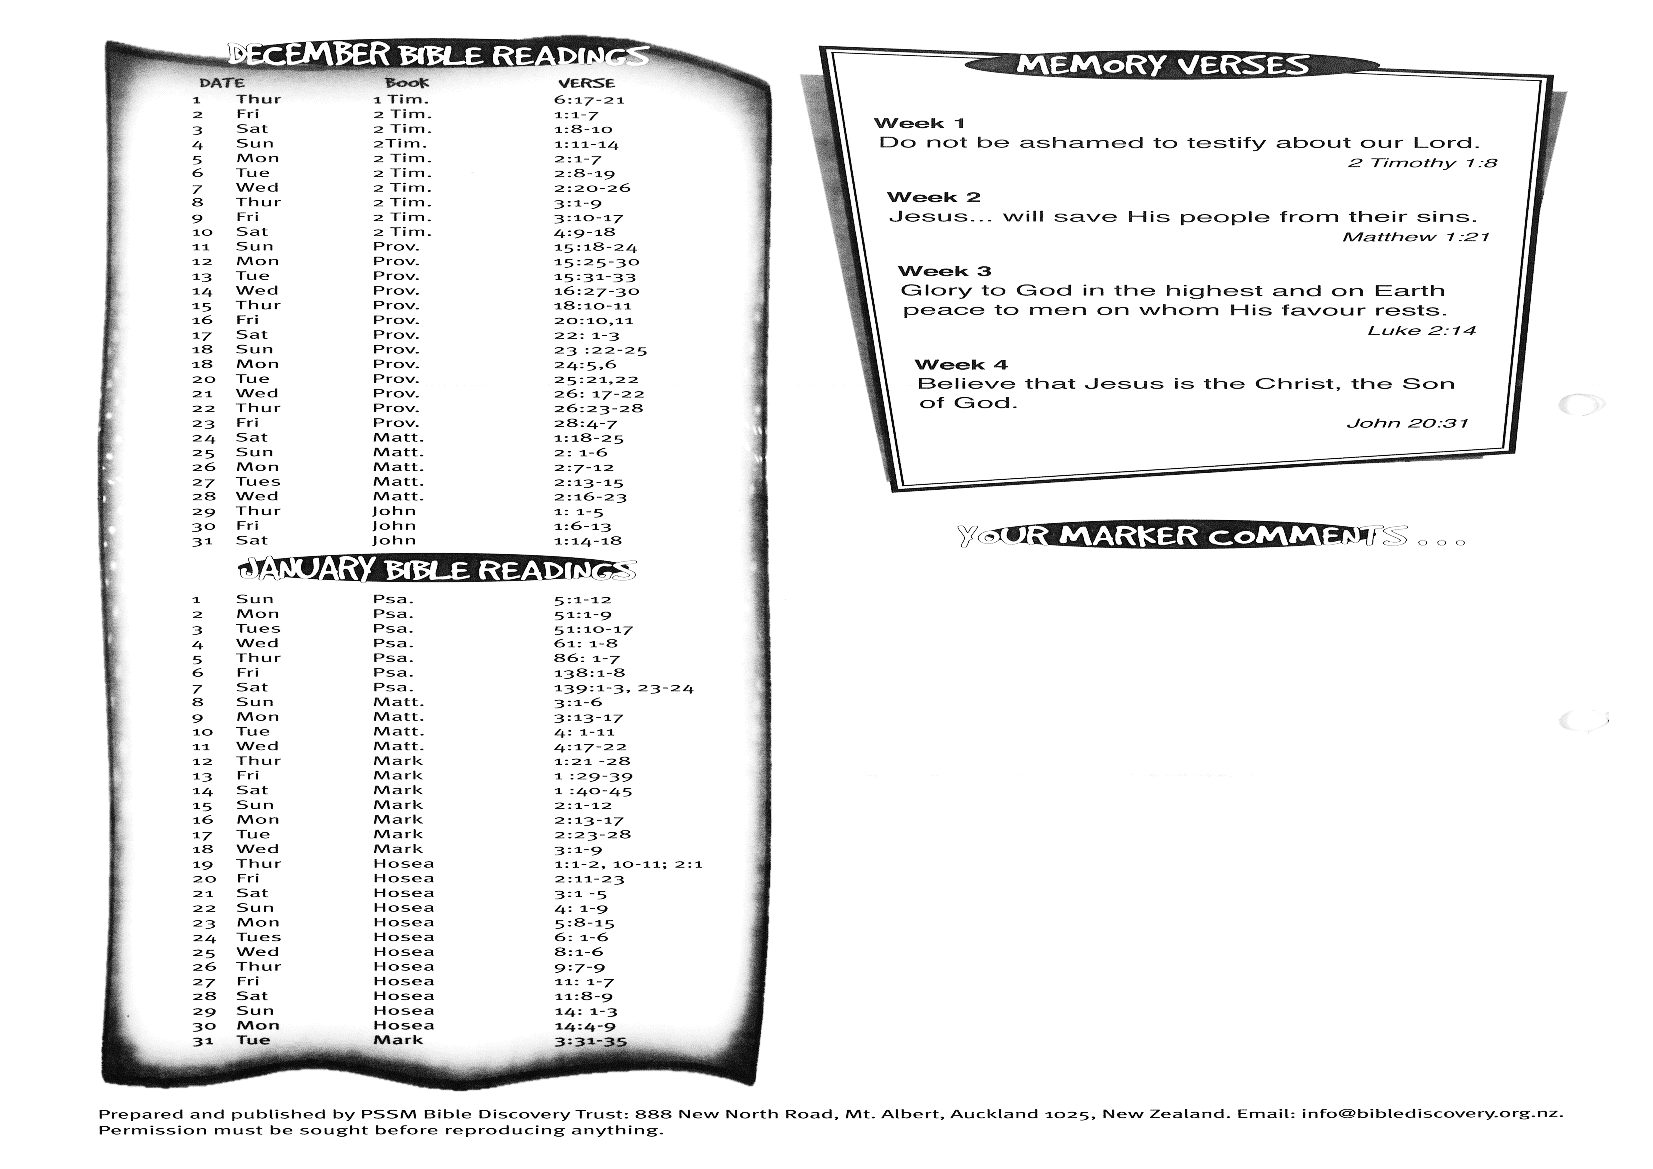 DECEMBER BIBLE READINGS
DATE Book VERSE
1 Thur 1 Tim. 6:17-21
2 Fri 2 Tim. 1:1-7
3 Sat 2 Tim. 1:8-10
4 Sun 2Tim. 1:11-14
5 Mon 2 Tim. 2:1-7
6 Tue 2 Tim. 2:8-19
7 Wed 2 Tim. 2:20-26
8 Thur 2 Tim. 3:1-9
9 Fri 2 Tim. 3:10-17
10 Sat 2 Tim. 4:9-18
11 Sun Prov. 15:18-24
12 Mon Prov. 15:25-30
13 Tue Prov. 15:31-33
14 Wed Prov. 16:27-30
15 Thur Prov. 18:10-11
16 Fri Prov. 20:10,11
17 Sat Prov. 22: 1-3
18 Sun Prov. 23 :22-25
18 Mon Prov. 24:5,6
20 Tue Prov. 25:21,22
21 Wed Prov. 26: 17-22
22 Thur Prov. 26:23-28
23 Fri Prov. 28:4-7
24 Sat Matt. 1:18-25
25 Sun Matt. 2: 1-6
26 Mon Matt. 2:7-12
27 Tues Matt. 2:13-15
28 Wed Matt. 2:16-23
29 Thur John 1: 1-5
30 Fri John 1:6-13
31 Sat John 1:14-18
JANUARY BIBLE READINGS
1 Sun Psa. 5:1-12
2 Mon Psa. 51:1-9
3 Tues Psa. 51:10-17
4 Wed Psa. 61: 1-8
5 Thur Psa. 86: 1-7
6 Fri Psa. 138:1-8
7 Sat Psa. 139:1-3, 23-24
8 Sun Matt. 3:1-6
9 Mon Matt. 3:13-17
10 Tue Matt. 4: 1-11
11 Wed Matt. 4:17-22
12 Thur Mark 1:21 -28
13 Fri Mark 1 :29-39
14 Sat Mark 1 :40-45
15 Sun Mark 2:1-12
16 Mon Mark 2:13-17
17 Tue Mark 2:23-28
18 Wed Mark 3:1-9
19 Thur Hosea 1:1-2, 10-11; 2:1
20 Fri Hosea 2:11-23
21 Sat Hosea 3:1 -5
22 Sun Hosea 4: 1-9
23 Mon Hosea 5:8-15
24 Tues Hosea 6: 1-6
25 Wed Hosea 8:1-6
26 Thur Hosea 9:7-9
27 Fri Hosea 11: 1-7
28 Sat Hosea 11:8-9
29 Sun Hosea 14: 1-3
30 Mon Hosea 14:4-9
31 Tue Mark 3:31-35
MEMORY VERSES
Week 1
Do not be ashamed to testify about our Lord.
2 Timothy 1:8
Week 2
Jesus... will save His people from their sins.
Matthew 1:21
Week 3
Glory to God in the highest and on Earth
peace to men on whom His favour rests.
Luke 2:14
Week 4
Believe that Jesus is the Christ, the Son
of God.
John 20:31
YOUR MARKER COMMENTS...
Prepared and published by PSSM Bible Discovery Trust: 888 New North Road, Mt. Albert, Auckland 1025, New Zealand. Email: info@biblediscovery.org.nz.
Permission must be sought before reproducing anything.